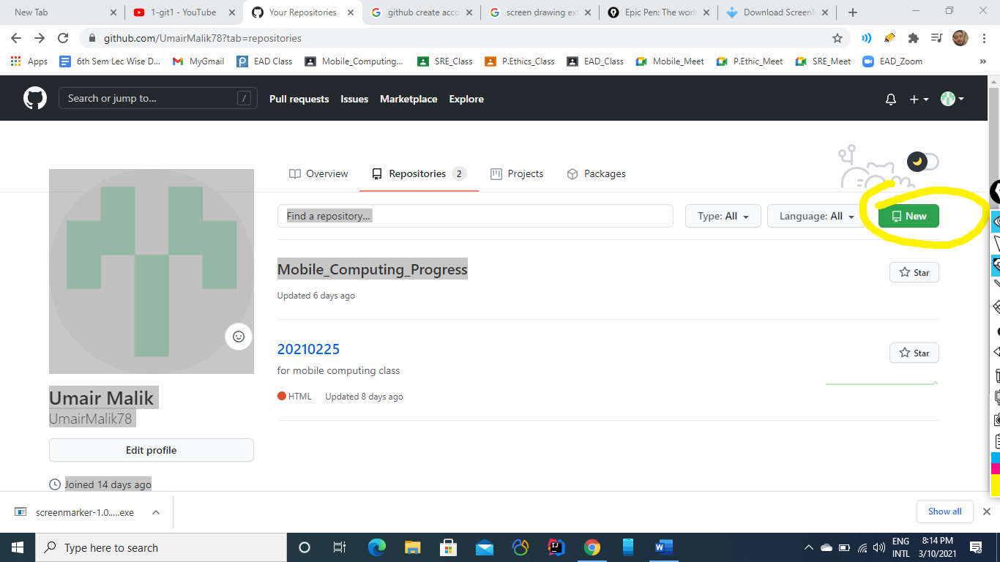 New Tab
1-git1 - YouTube
Your Repositories
github create acco
screen drawing ext
Epic Pen: The worl
Download ScreenM
github.com/UmairMalik78?tab=repositories
Apps
6th Sem Lec Wise D...
MyGmail
EAD Class
Mobile_Computing...
SRE_Class
P.Ethics_Class
EAD_Class
Mobile_Meet
P.Ethic_Meet
SRE_Meet
EAD_Zoom
»
Search or jump to...
/
Pull requests
Issues
Marketplace
Explore
Overview
Repositories 2
Projects
Packages
Find a repository...
Type: All
Language: All
New
Mobile_Computing_Progress
Star
Updated 6 days ago
20210225
Star
for mobile computing class
HTML
Updated 8 days ago
Umair Malik
UmairMalik78
Edit profile
Joined 14 days ago
screenmarker-1.0.....exe
Show all
Type here to search
ENG
INTL
8:14 PM
3/10/2021